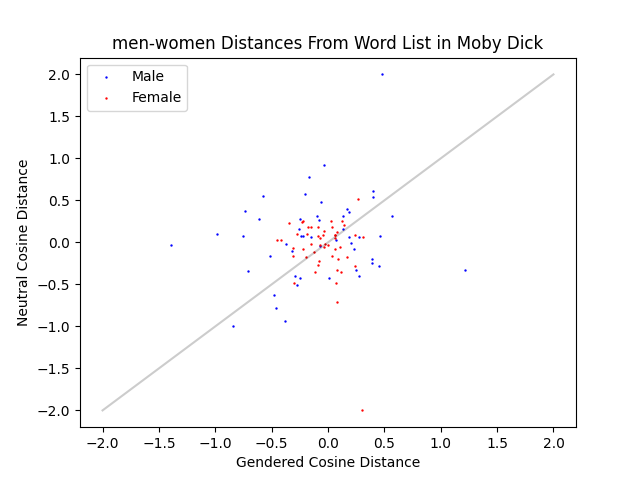 men-women Distances From Word List in Moby Dick
Male
Female
2.0
1.5
1.0
0.5
0.0
−0.5
−1.0
−1.5
−2.0
Neutral Cosine Distance
−2.0 −1.5 −1.0 −0.5 0.0 0.5 1.0 1.5 2.0
Gendered Cosine Distance